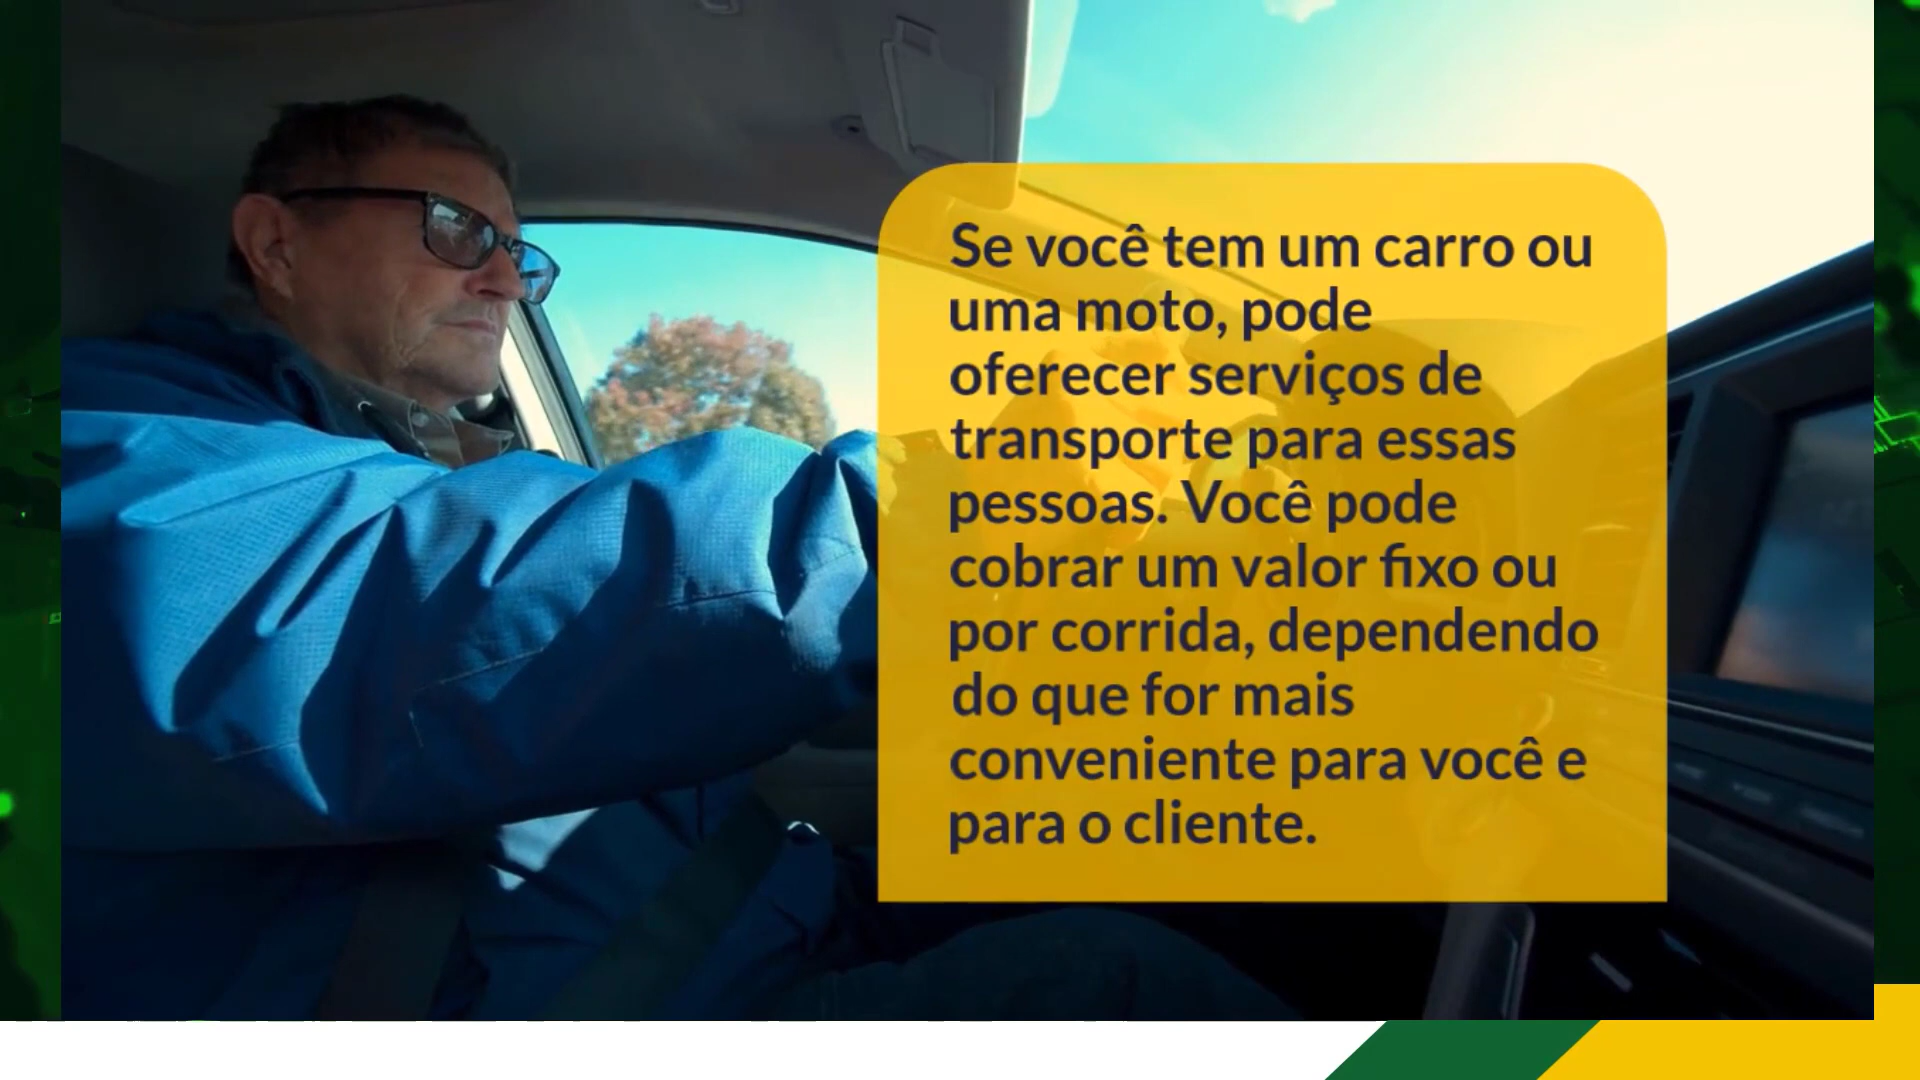 Se você tem um carro ou
uma moto, pode
oferecer serviços de
transporte para essas
pessoas. Você pode
cobrar um valor fixo ou
por corrida, dependendo
do que for mais
conveniente para você e
para o cliente.